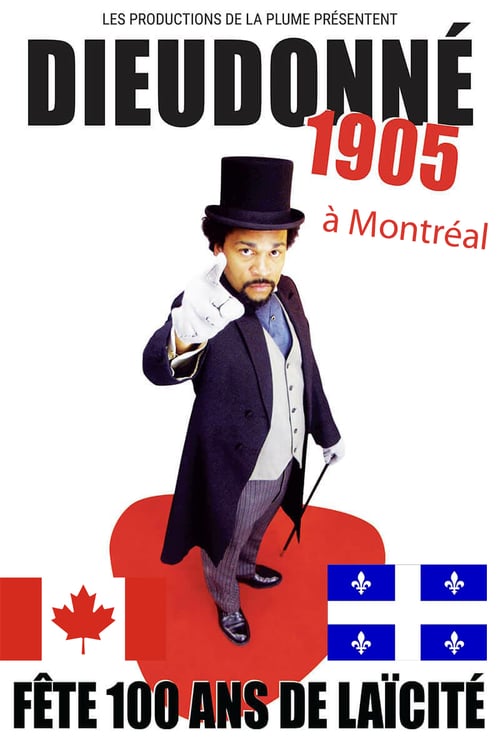 LES PRODUCTIONS DE LA PLUME PRÉSENTENT
DIEUDONNÉ
1905
à Montréal
FÊTE 100 ANS DE LAÏCITÉ